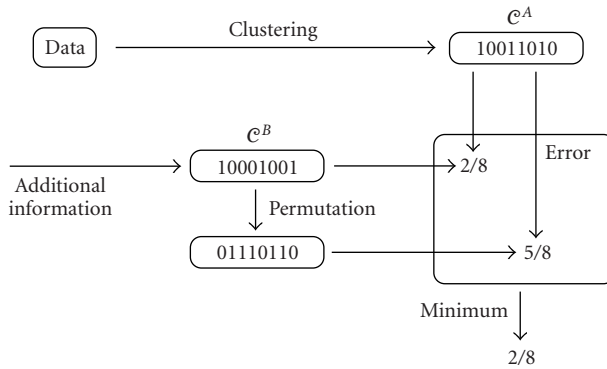 Data
Clustering
𝒞^A
10011010
𝒞^B
10001001
Additional
information
2/8
Error
Permutation
01110110
5/8
Minimum
2/8